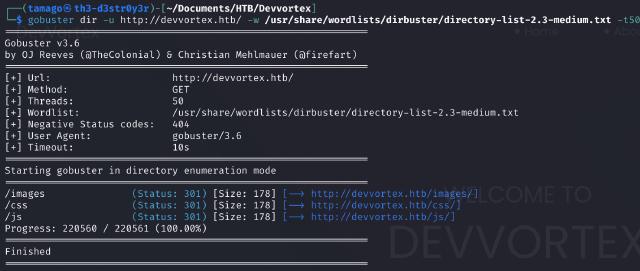 ┌──(tamago㉿th3-d3str0y3r)-[~/Documents/HTB/Devvortex]
└─$ gobuster dir -u http://devvortex.htb/ -w /usr/share/wordlists/dirbuster/directory-list-2.3-medium.txt -t50
Home
Abou
Gobuster v3.6
by OJ Reeves (@TheColonial) & Christian Mehlmauer (@firefart)
[+] Url: http://devvortex.htb/
[+] Method: GET
[+] Threads: 50
[+] Wordlist: /usr/share/wordlists/dirbuster/directory-list-2.3-medium.txt
[+] Negative Status codes: 404
[+] User Agent: gobuster/3.6
[+] Timeout: 10s
Starting gobuster in directory enumeration mode
/images (Status: 301) [Size: 178] [--> http://devvortex.htb/images/]
/css (Status: 301) [Size: 178] [--> http://devvortex.htb/css/]
/js (Status: 301) [Size: 178] [--> http://devvortex.htb/js/]
Progress: 220560 / 220561 (100.00%)
Finished
WELCOME TO
DEVVORTEX